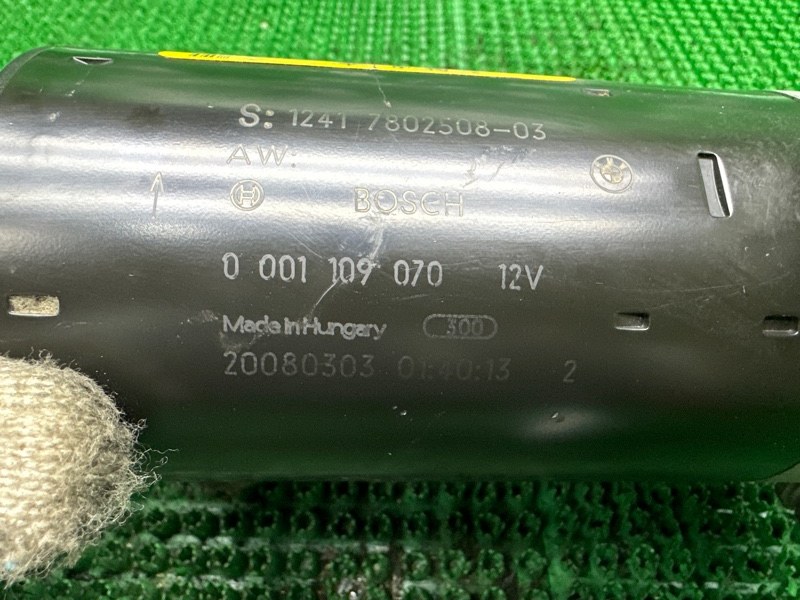 S: 1241 7802508-03
AW:
BOSCH
0 001 109 070 12V
Made in Hungary 300
20080303 01:40:13 2